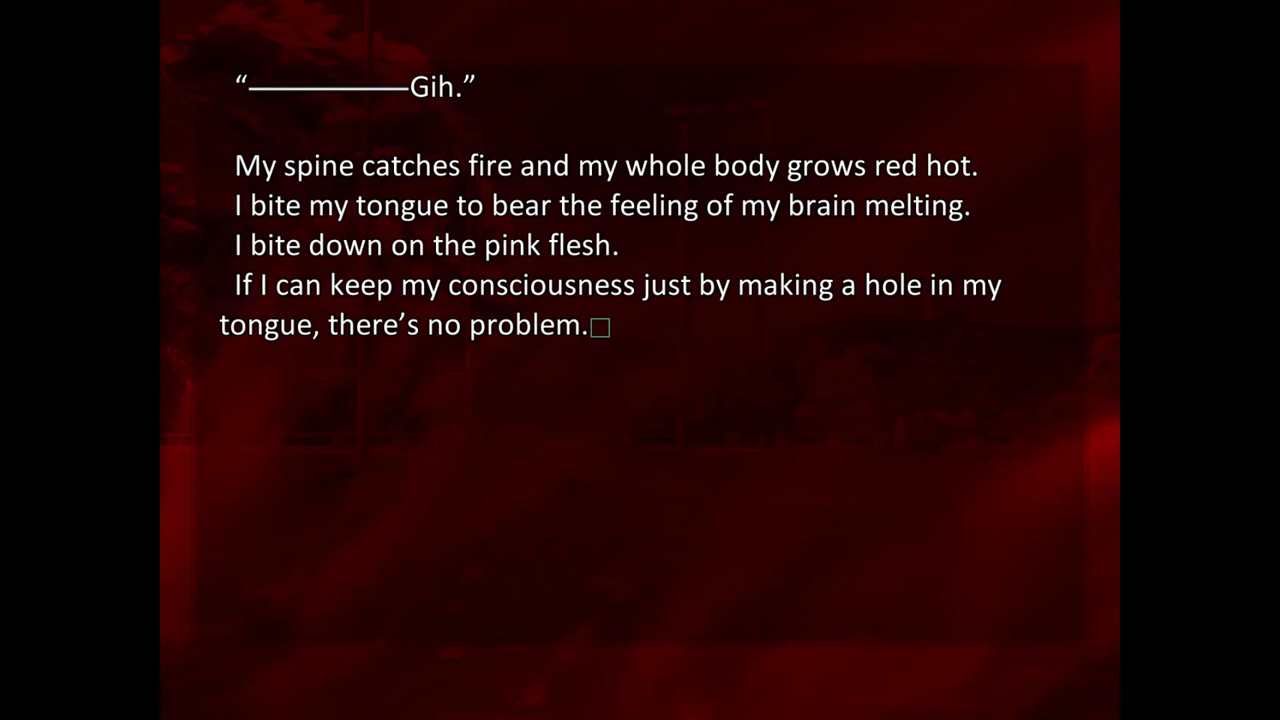 “――――――――Gih.”
My spine catches fire and my whole body grows red hot.
I bite my tongue to bear the feeling of my brain melting.
I bite down on the pink flesh.
If I can keep my consciousness just by making a hole in my
tongue, there’s no problem.